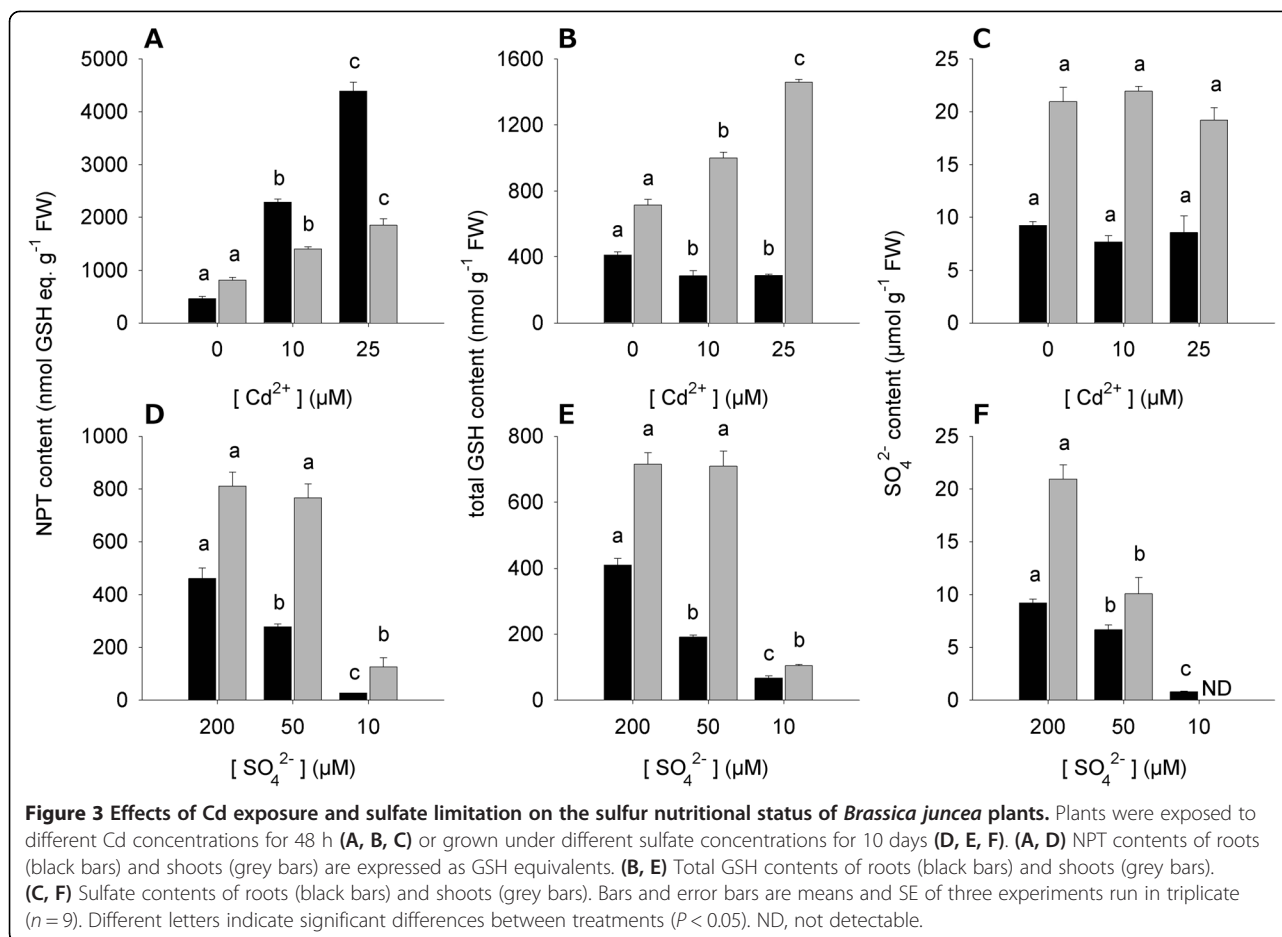 A
B
C
NPT content (nmol GSH eq. g⁻¹ FW)
total GSH content (nmol g⁻¹ FW)
SO₄²⁻ content (µmol g⁻¹ FW)
5000
4000
3000
2000
1000
0
a a b b c c
0 10 25
[ Cd²⁺ ] (µM)
1600
1200
800
400
0
a a b b b c
0 10 25
[ Cd²⁺ ] (µM)
25
20
15
10
5
0
a a a a a a
0 10 25
[ Cd²⁺ ] (µM)
D
1000
800
600
400
200
0
a a b a c b
200 50 10
[ SO₄²⁻ ] (µM)
E
800
600
400
200
0
a a b a c b
200 50 10
[ SO₄²⁻ ] (µM)
F
25
20
15
10
5
0
a a b b c ND
200 50 10
[ SO₄²⁻ ] (µM)
Figure 3 Effects of Cd exposure and sulfate limitation on the sulfur nutritional status of Brassica juncea plants. Plants were exposed to
different Cd concentrations for 48 h (A, B, C) or grown under different sulfate concentrations for 10 days (D, E, F). (A, D) NPT contents of roots
(black bars) and shoots (grey bars) are expressed as GSH equivalents. (B, E) Total GSH contents of roots (black bars) and shoots (grey bars).
(C, F) Sulfate contents of roots (black bars) and shoots (grey bars). Bars and error bars are means and SE of three experiments run in triplicate
(n = 9). Different letters indicate significant differences between treatments (P < 0.05). ND, not detectable.